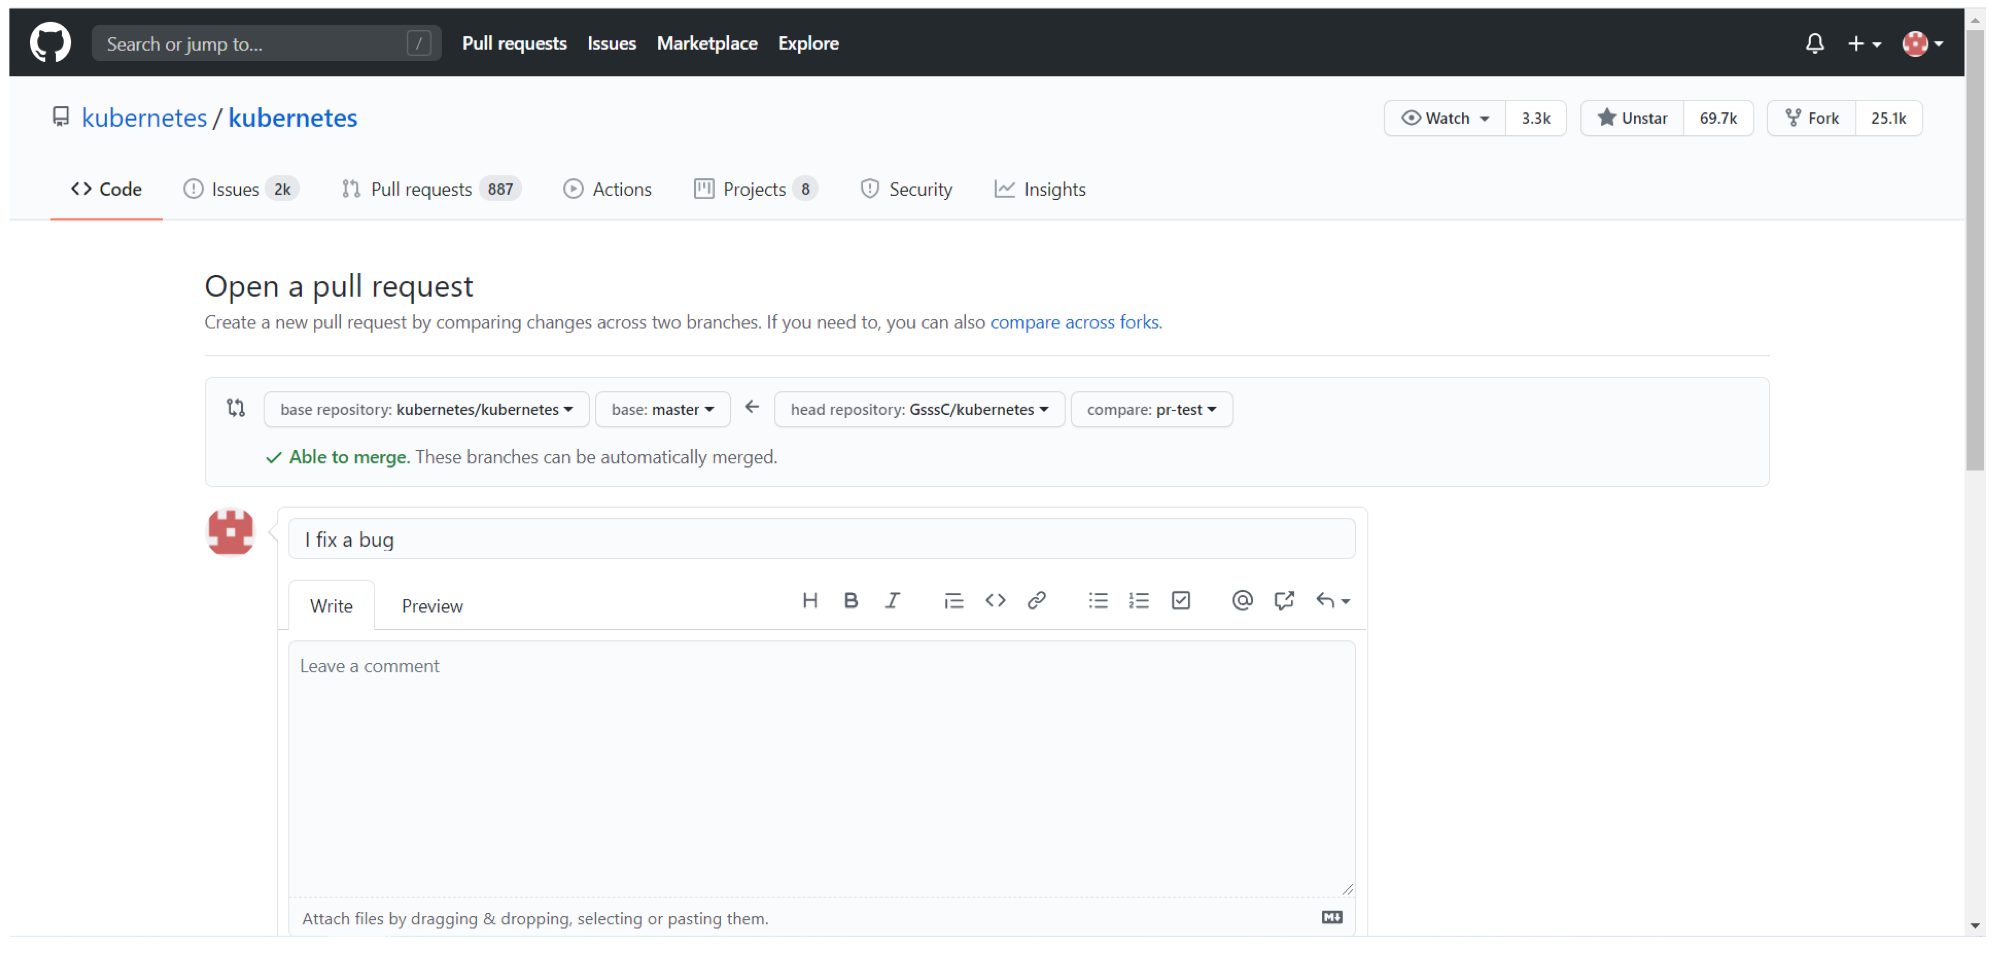 Search or jump to... /
Pull requests Issues Marketplace Explore
kubernetes / kubernetes
Watch 3.3k Unstar 69.7k Fork 25.1k
Code Issues 2k Pull requests 887 Actions Projects 8 Security Insights
Open a pull request
Create a new pull request by comparing changes across two branches. If you need to, you can also compare across forks.
base repository: kubernetes/kubernetes base: master head repository: GsssC/kubernetes compare: pr-test
Able to merge. These branches can be automatically merged.
I fix a bug
Write Preview
Leave a comment
Attach files by dragging & dropping, selecting or pasting them.